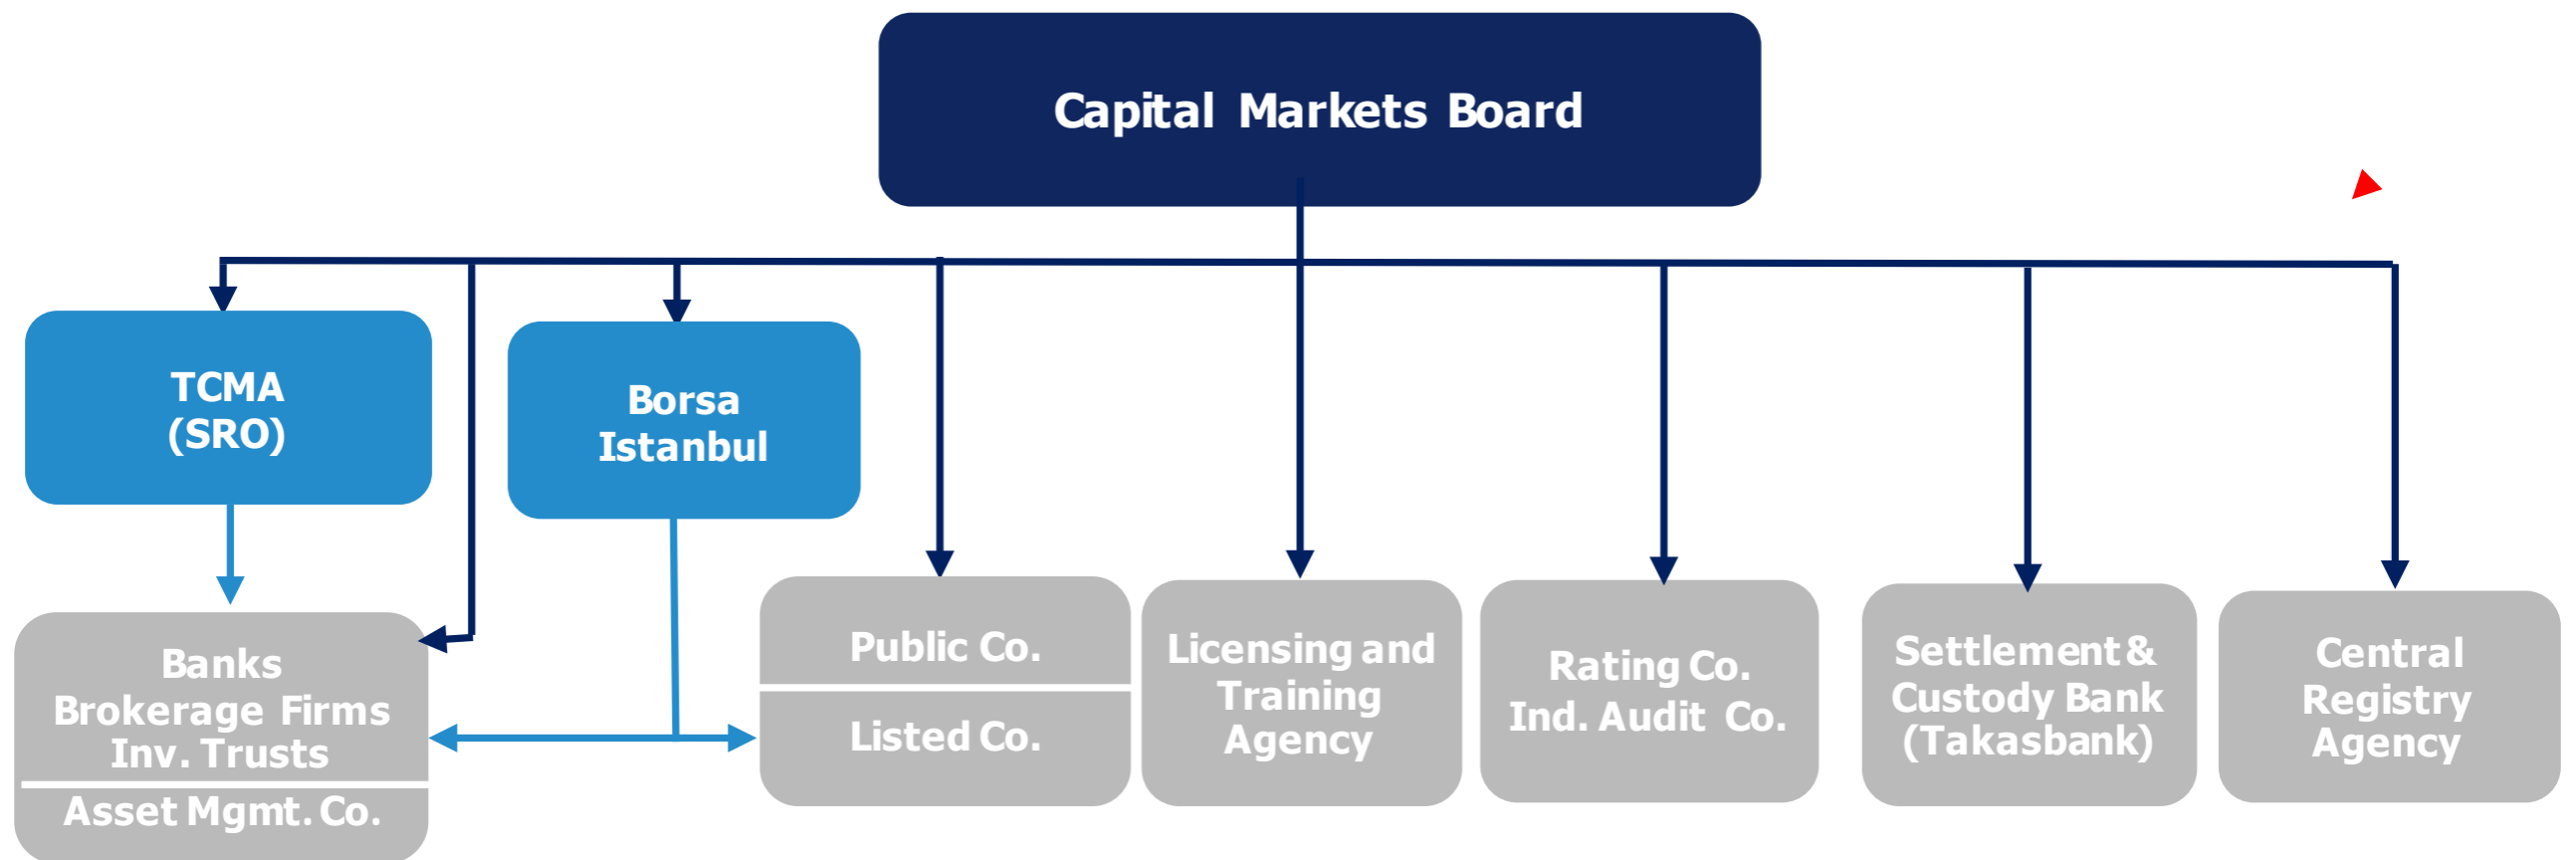 Capital Markets Board
TCMA
(SRO)
Borsa
Istanbul
Banks
Brokerage Firms
Inv. Trusts
Asset Mgmt. Co.
Public Co.
Listed Co.
Licensing and
Training
Agency
Rating Co.
Ind. Audit Co.
Settlement &
Custody Bank
(Takasbank)
Central
Registry
Agency